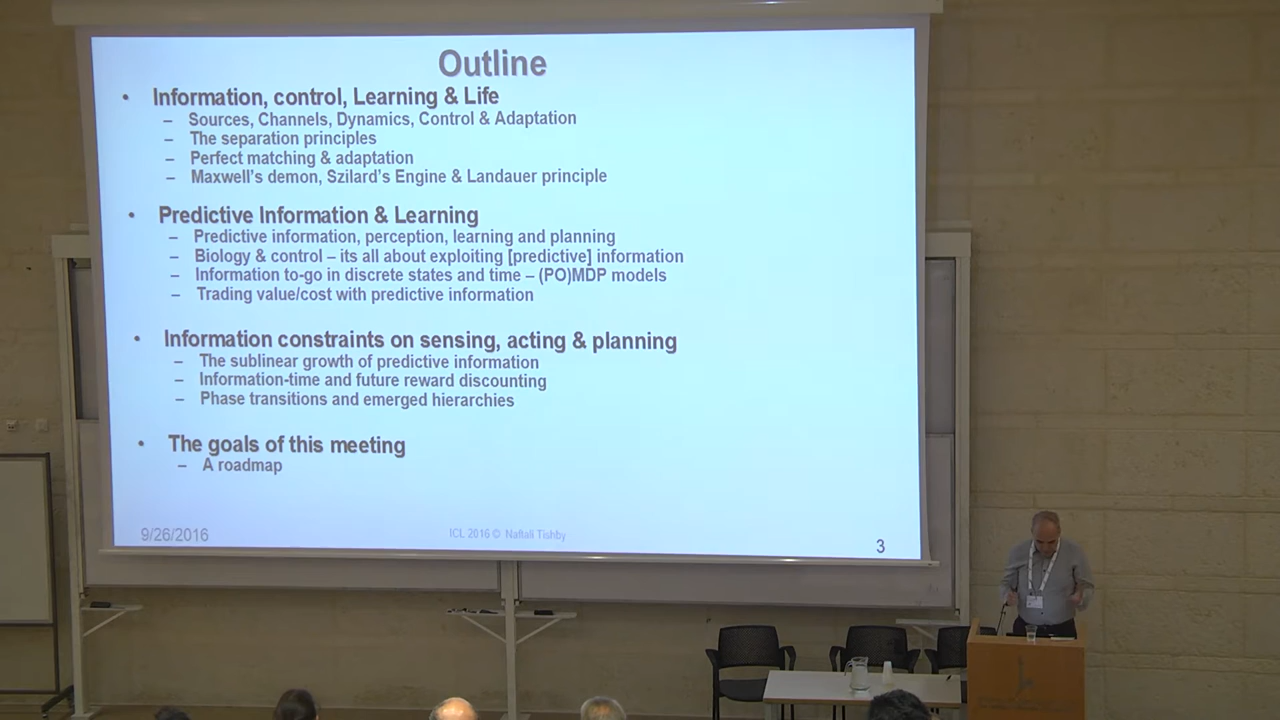 Outline
• Information, control, Learning & Life
– Sources, Channels, Dynamics, Control & Adaptation
– The separation principles
– Perfect matching & adaptation
– Maxwell's demon, Szilard's Engine & Landauer principle
• Predictive Information & Learning
– Predictive information, perception, learning and planning
– Biology & control – its all about exploiting [predictive] information
– Information to-go in discrete states and time – (PO)MDP models
– Trading value/cost with predictive information
• Information constraints on sensing, acting & planning
– The sublinear growth of predictive information
– Information-time and future reward discounting
– Phase transitions and emerged hierarchies
• The goals of this meeting
– A roadmap
9/26/2016
ICL 2016 © Naftali Tishby
3